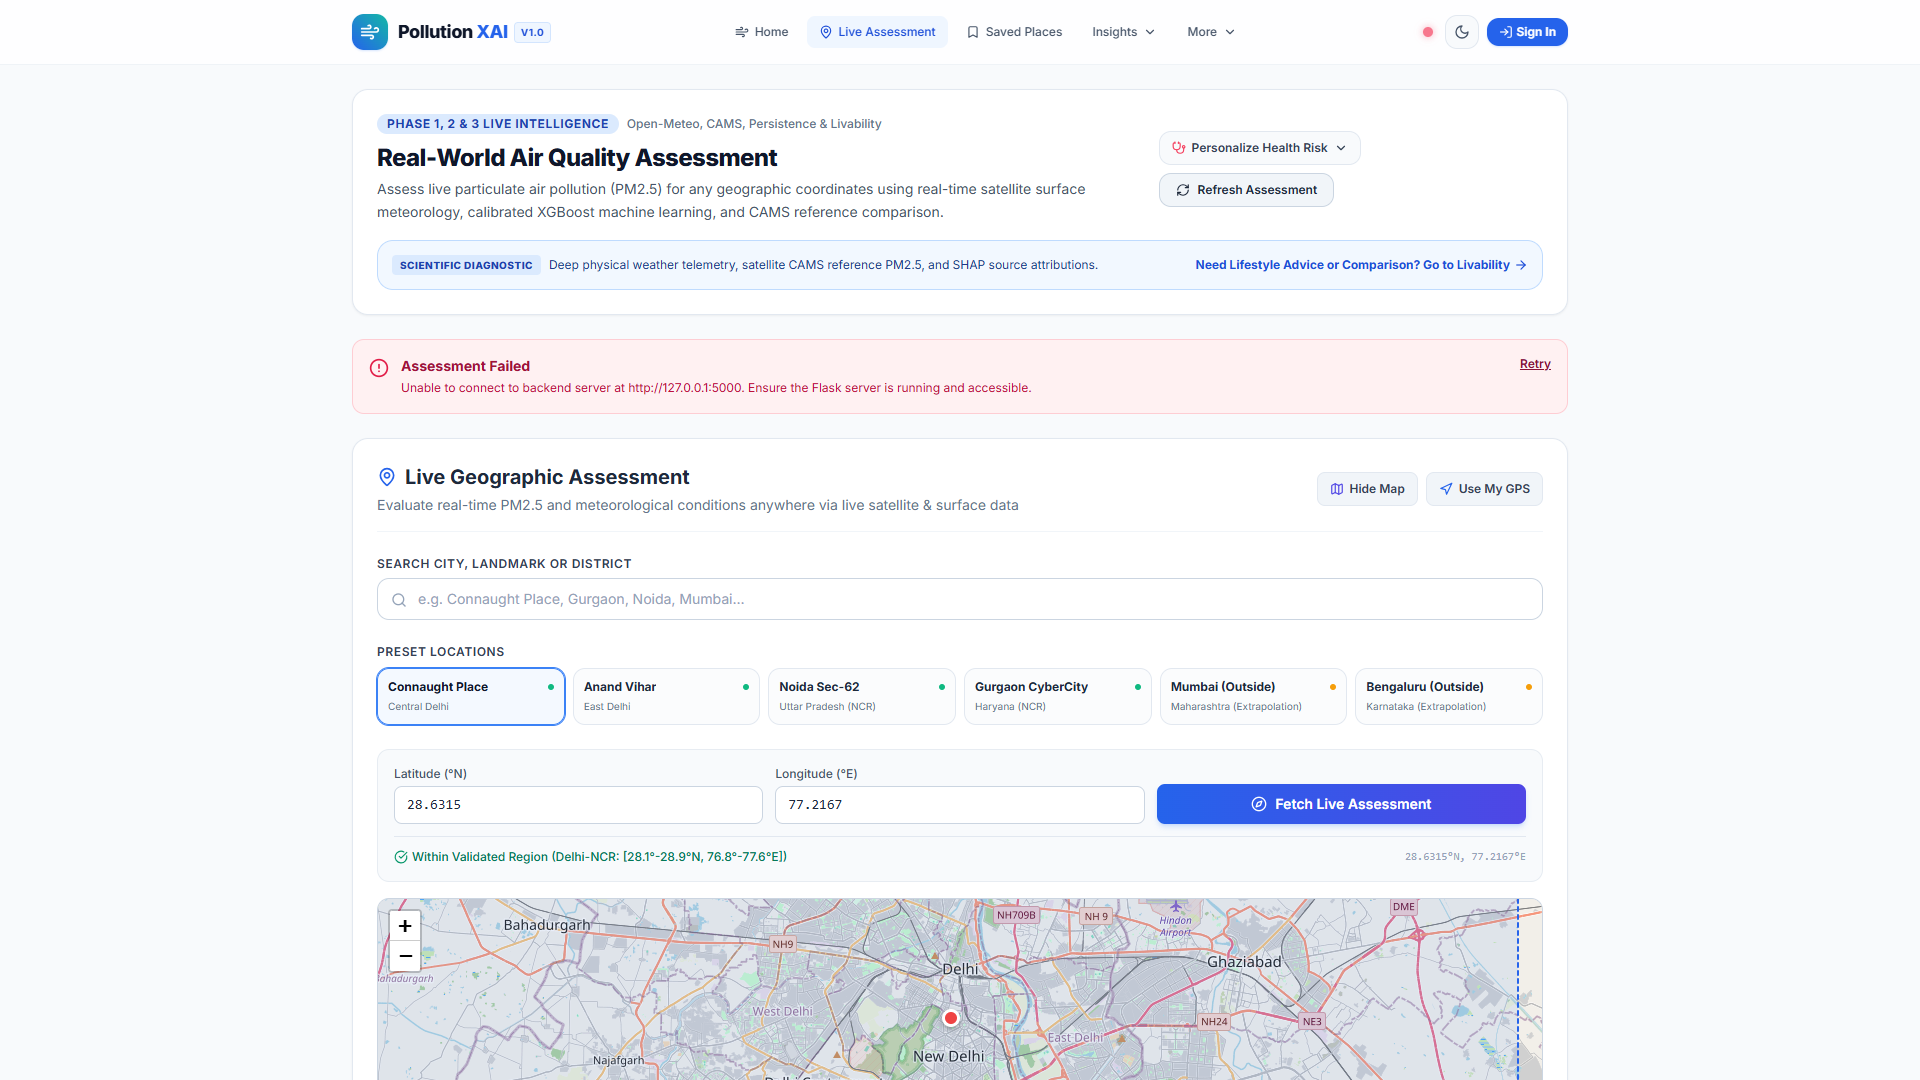 Pollution XAI V1.0
Home
Live Assessment
Saved Places
Insights
More
Sign In
PHASE 1, 2 & 3 LIVE INTELLIGENCE
Open-Meteo, CAMS, Persistence & Livability
Real-World Air Quality Assessment
Assess live particulate air pollution (PM2.5) for any geographic coordinates using real-time satellite surface
meteorology, calibrated XGBoost machine learning, and CAMS reference comparison.
Personalize Health Risk
Refresh Assessment
SCIENTIFIC DIAGNOSTIC
Deep physical weather telemetry, satellite CAMS reference PM2.5, and SHAP source attributions.
Need Lifestyle Advice or Comparison? Go to Livability
Assessment Failed
Unable to connect to backend server at http://127.0.0.1:5000. Ensure the Flask server is running and accessible.
Retry
Live Geographic Assessment
Evaluate real-time PM2.5 and meteorological conditions anywhere via live satellite & surface data
Hide Map
Use My GPS
SEARCH CITY, LANDMARK OR DISTRICT
e.g. Connaught Place, Gurgaon, Noida, Mumbai...
PRESET LOCATIONS
Connaught Place
Central Delhi
Anand Vihar
East Delhi
Noida Sec-62
Uttar Pradesh (NCR)
Gurgaon CyberCity
Haryana (NCR)
Mumbai (Outside)
Maharashtra (Extrapolation)
Bengaluru (Outside)
Karnataka (Extrapolation)
Latitude (°N)
28.6315
Longitude (°E)
77.2167
Fetch Live Assessment
Within Validated Region (Delhi-NCR: [28.1°-28.9°N, 76.8°-77.6°E])
28.6315°N, 77.2167°E
+
−
Bahadurgarh
NH709B
NH 9
Hindon
Airport
DME
NH9
Delhi
Ghaziabad
West Delhi
NH24
NE3
East Delhi
New Delhi
Najafgarh